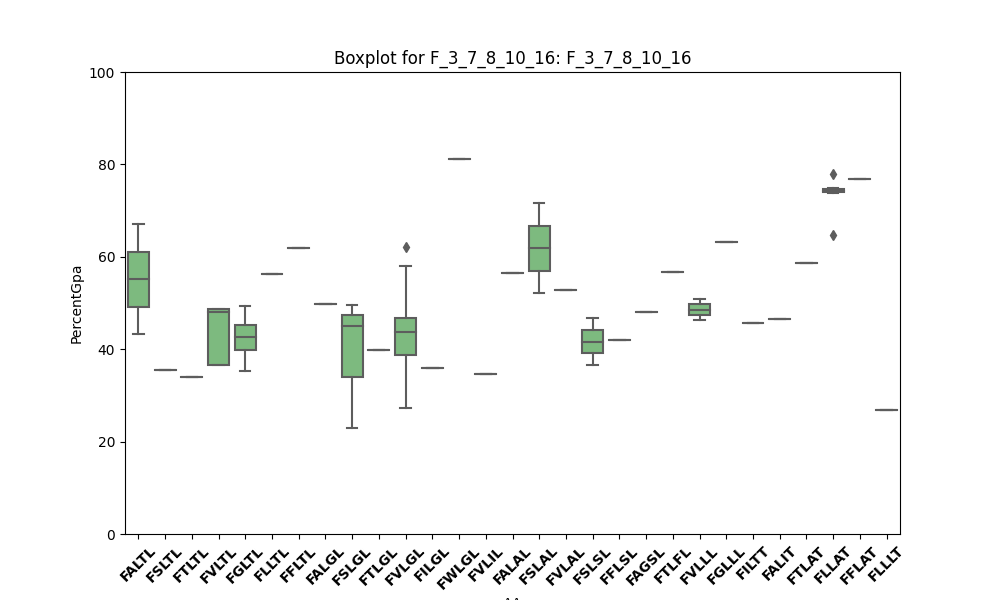 Boxplot for F_3_7_8_10_16: F_3_7_8_10_16
PercentGpa
100
80
60
40
20
0
FALTL
FSLTL
FTLTL
FVLTL
FGLTL
FLLTL
FFLTL
FALGL
FSLGL
FTLGL
FVLGL
FILGL
FWLGL
FVLIL
FALAL
FSLAL
FVLAL
FSLSL
FFLSL
FAGSL
FTLFL
FVLLL
FGLLL
FILTT
FALIT
FTLAT
FLLAT
FFLAT
FLLLT